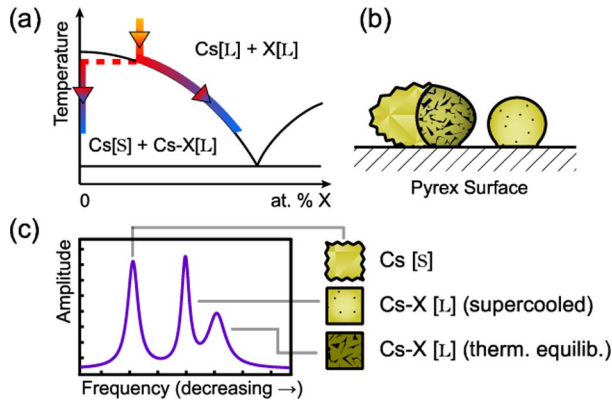 (a)
Temperature
Cs[L] + X[L]
Cs[S] + Cs-X[L]
0
at. % X
(b)
Pyrex Surface
(c)
Amplitude
Frequency (decreasing →)
Cs [S]
Cs-X [L] (supercooled)
Cs-X [L] (therm. equilib.)